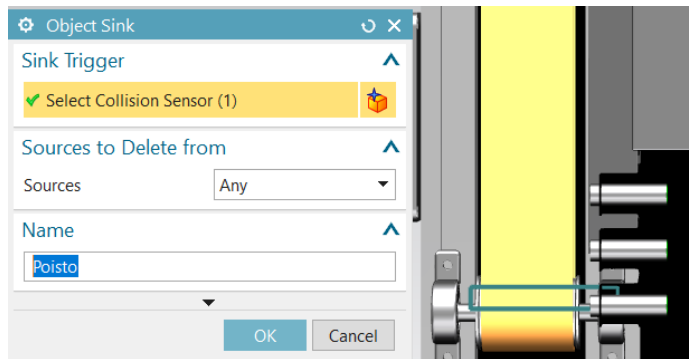 Object Sink
Sink Trigger
Select Collision Sensor (1)
Sources to Delete from
Sources Any
Name
Poisto
OK Cancel